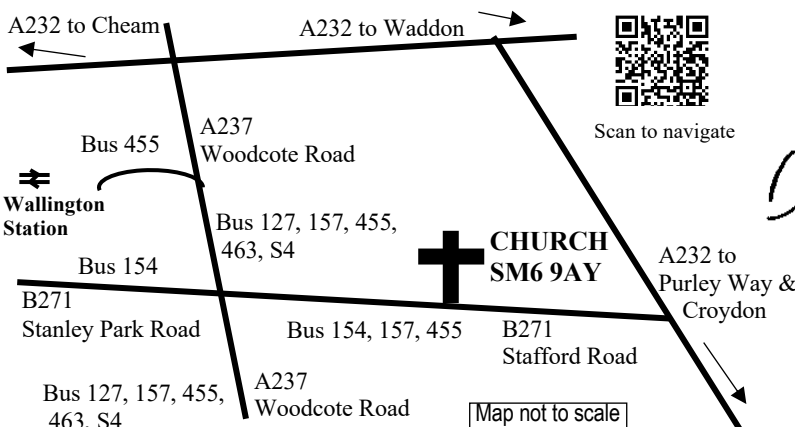 A232 to Cheam
A232 to Waddon
Scan to navigate
A237
Woodcote Road
Bus 455
Wallington
Station
Bus 127, 157, 455,
463, S4
CHURCH
SM6 9AY
A232 to
Purley Way &
Croydon
Bus 154
B271
Stanley Park Road
Bus 154, 157, 455
B271
Stafford Road
A237
Woodcote Road
Bus 127, 157, 455,
463, S4
Map not to scale